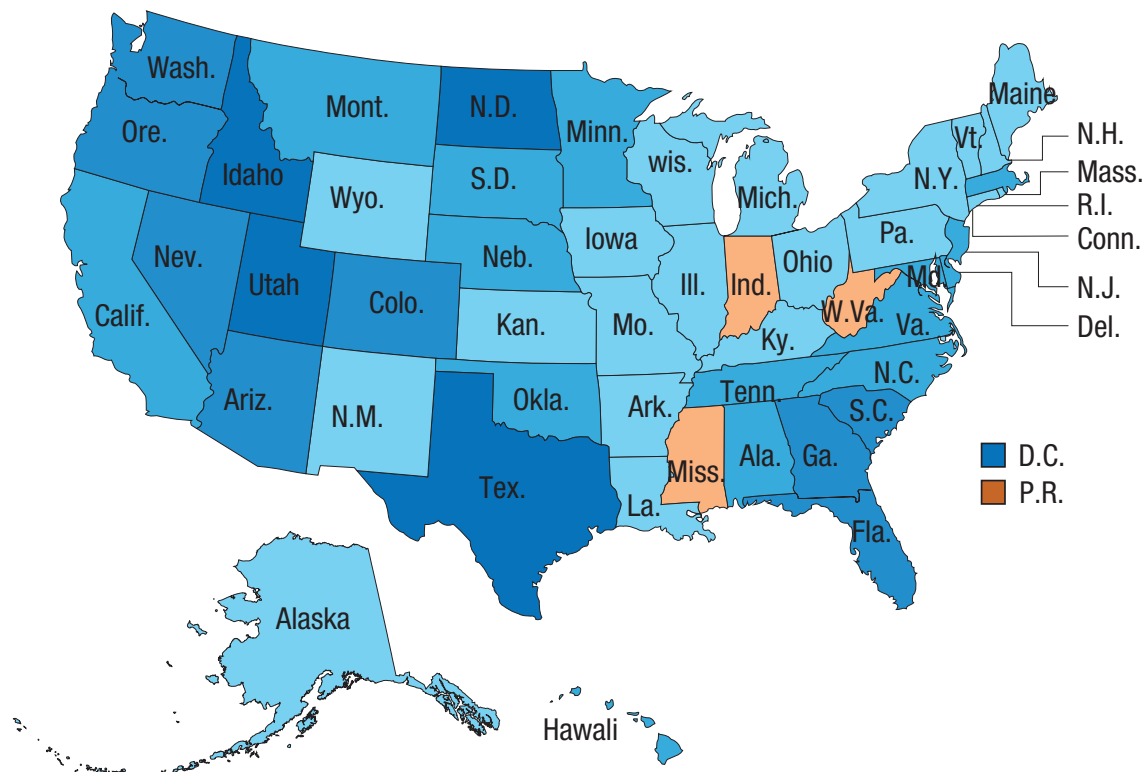 Wash.
Mont.
N.D.
Minn.
Maine
Ore.
Idaho
Wyo.
S.D.
wis.
Mich.
N.Y.
Vt.
N.H.
Mass.
R.I.
Conn.
N.J.
Del.
Nev.
Utah
Colo.
Neb.
Iowa
Ill.
Ind.
Ohio
Pa.
Md.
Calif.
Kan.
Mo.
Ky.
W.Va.
Va.
Ariz.
N.M.
Okla.
Ark.
Tenn.
N.C.
S.C.
Tex.
La.
Miss.
Ala.
Ga.
Fla.
D.C.
P.R.
Alaska
Hawali